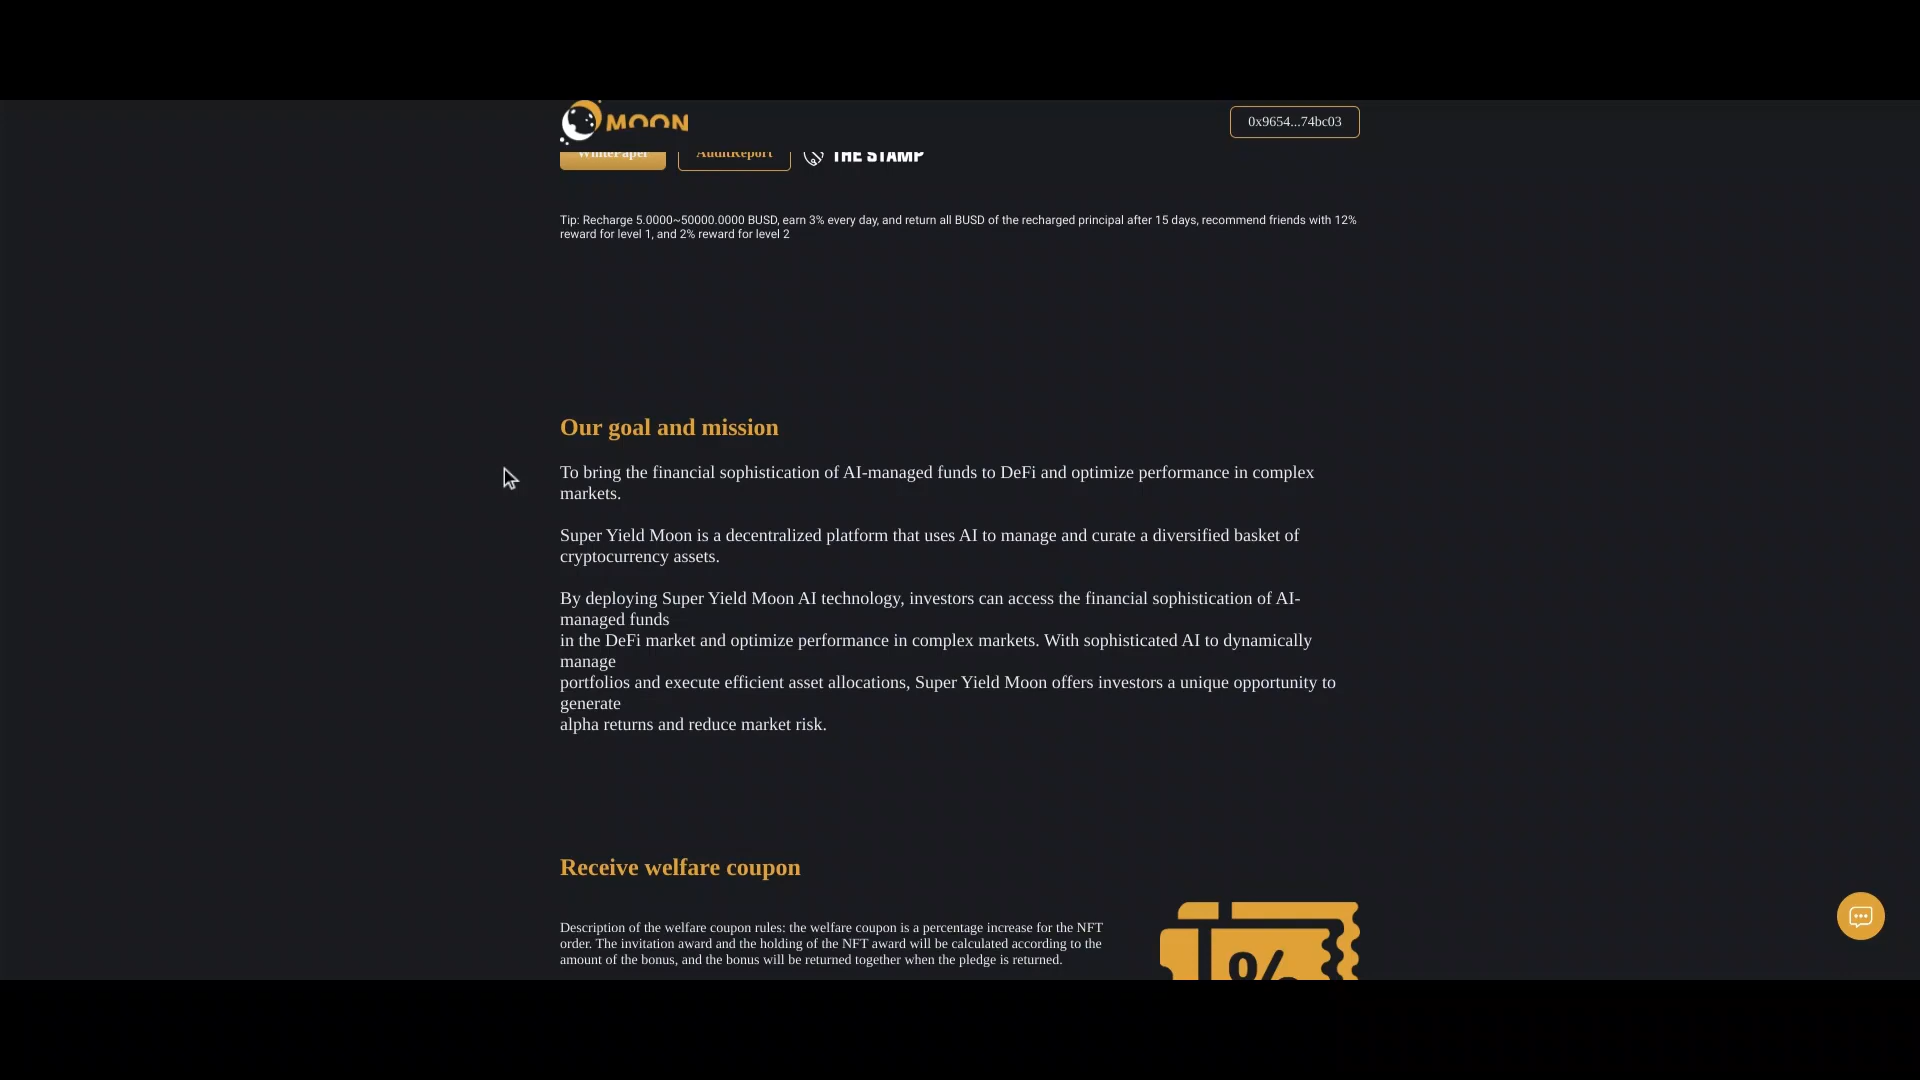 MOON
0x9654...74bc03
WhitePaper
AuditReport
THE STAMP
Tip: Recharge 5.0000~50000.0000 BUSD, earn 3% every day, and return all BUSD of the recharged principal after 15 days, recommend friends with 12%
reward for level 1, and 2% reward for level 2
Our goal and mission
To bring the financial sophistication of AI-managed funds to DeFi and optimize performance in complex
markets.
Super Yield Moon is a decentralized platform that uses AI to manage and curate a diversified basket of
cryptocurrency assets.
By deploying Super Yield Moon AI technology, investors can access the financial sophistication of AI-
managed funds
in the DeFi market and optimize performance in complex markets. With sophisticated AI to dynamically
manage
portfolios and execute efficient asset allocations, Super Yield Moon offers investors a unique opportunity to
generate
alpha returns and reduce market risk.
Receive welfare coupon
Description of the welfare coupon rules: the welfare coupon is a percentage increase for the NFT
order. The invitation award and the holding of the NFT award will be calculated according to the
amount of the bonus, and the bonus will be returned together when the pledge is returned.
%